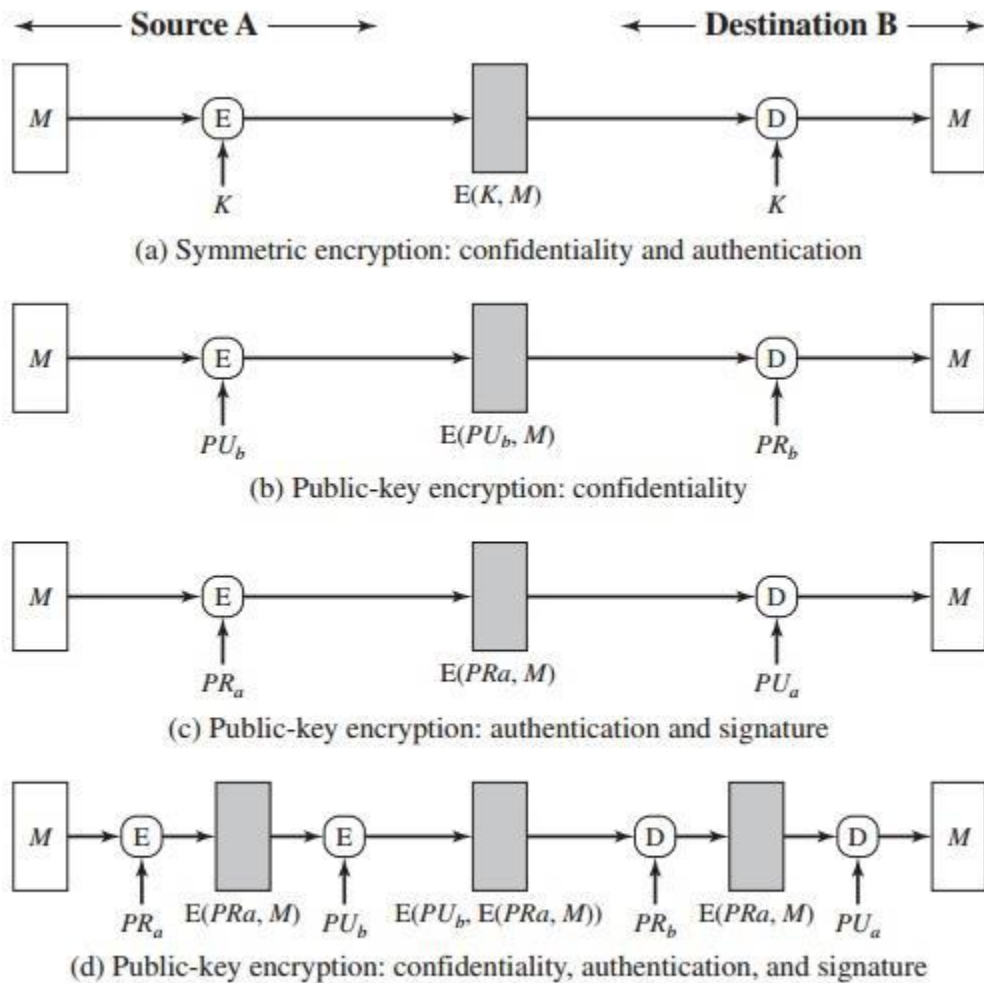 Source A Destination B
M E D M
K E(K, M) K
(a) Symmetric encryption: confidentiality and authentication
M E D M
PU_b E(PU_b, M) PR_b
(b) Public-key encryption: confidentiality
M E D M
PR_a E(PRa, M) PU_a
(c) Public-key encryption: authentication and signature
M E E D D M
PR_a E(PRa, M) PU_b E(PU_b, E(PRa, M)) PR_b E(PRa, M) PU_a
(d) Public-key encryption: confidentiality, authentication, and signature